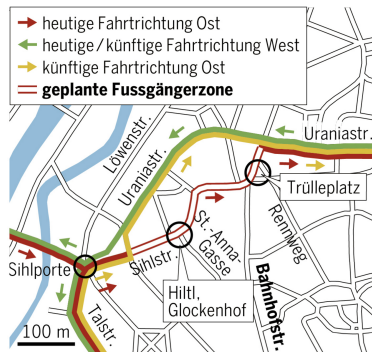 heutige Fahrtrichtung Ost
heutige/künftige Fahrtrichtung West
künftige Fahrtrichtung Ost
geplante Fussgängerzone
Löwenstr.
Uraniastr.
Uraniastr.
Trülleplatz
Rennweg
St.-Anna-
Gasse
Sihlstr.
Sihlporte
Hiltl,
Glockenhof
Bahnhofstr.
Talstr.
100 m